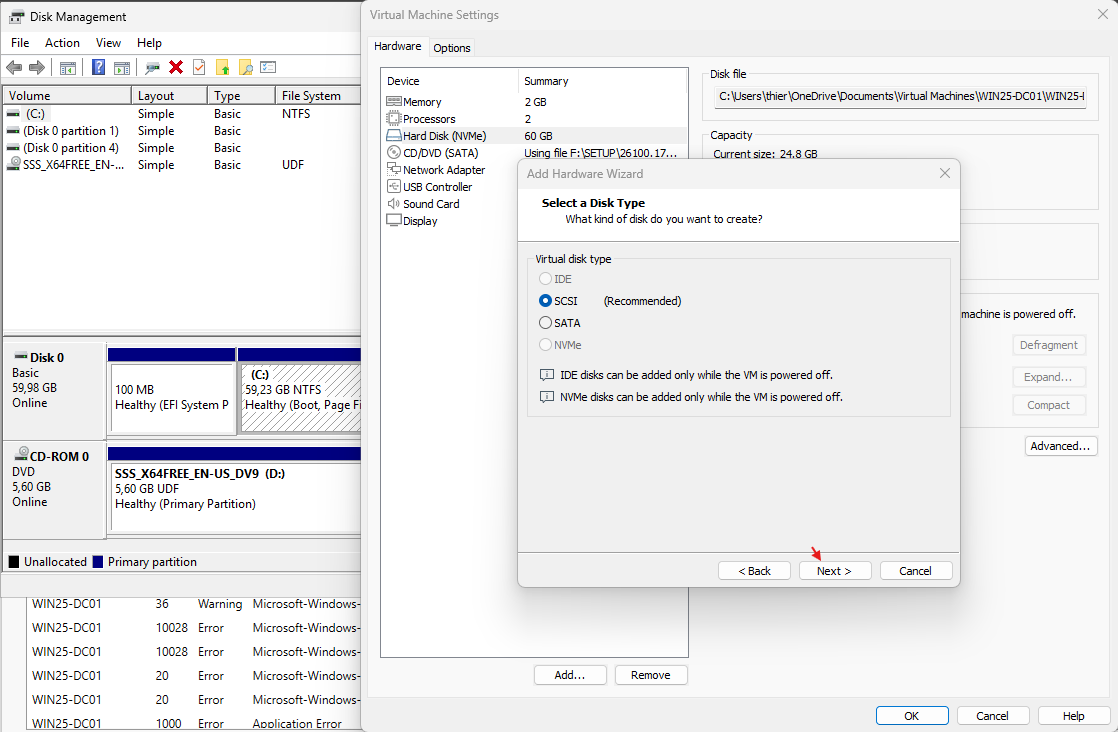 Disk Management
File Action View Help
Volume Layout Type File System
(C:) Simple Basic NTFS
(Disk 0 partition 1) Simple Basic
(Disk 0 partition 4) Simple Basic
SSS_X64FREE_EN-... Simple Basic UDF
Disk 0
Basic
59,98 GB
Online
100 MB
Healthy (EFI System P
(C:)
59,23 GB NTFS
Healthy (Boot, Page Fi
CD-ROM 0
DVD
5,60 GB
Online
SSS_X64FREE_EN-US_DV9 (D:)
5,60 GB UDF
Healthy (Primary Partition)
Unallocated Primary partition
WIN25-DC01 36 Warning Microsoft-Windows-
WIN25-DC01 10028 Error Microsoft-Windows-
WIN25-DC01 10028 Error Microsoft-Windows-
WIN25-DC01 20 Error Microsoft-Windows-
WIN25-DC01 20 Error Microsoft-Windows-
WIN25-DC01 1000 Error Application Error
Virtual Machine Settings
Hardware Options
Device Summary
Memory 2 GB
Processors 2
Hard Disk (NVMe) 60 GB
CD/DVD (SATA) Using file F:\SETUP\26100.17...
Network Adapter
USB Controller
Sound Card
Display
Disk file
C:\Users\thier\OneDrive\Documents\Virtual Machines\WIN25-DC01\WIN25-
Capacity
Current size: 24.8 GB
machine is powered off.
Defragment
Expand...
Compact
Advanced...
Add Hardware Wizard
Select a Disk Type
What kind of disk do you want to create?
Virtual disk type
IDE
SCSI (Recommended)
SATA
NVMe
IDE disks can be added only while the VM is powered off.
NVMe disks can be added only while the VM is powered off.
< Back Next > Cancel
Add... Remove
OK Cancel Help